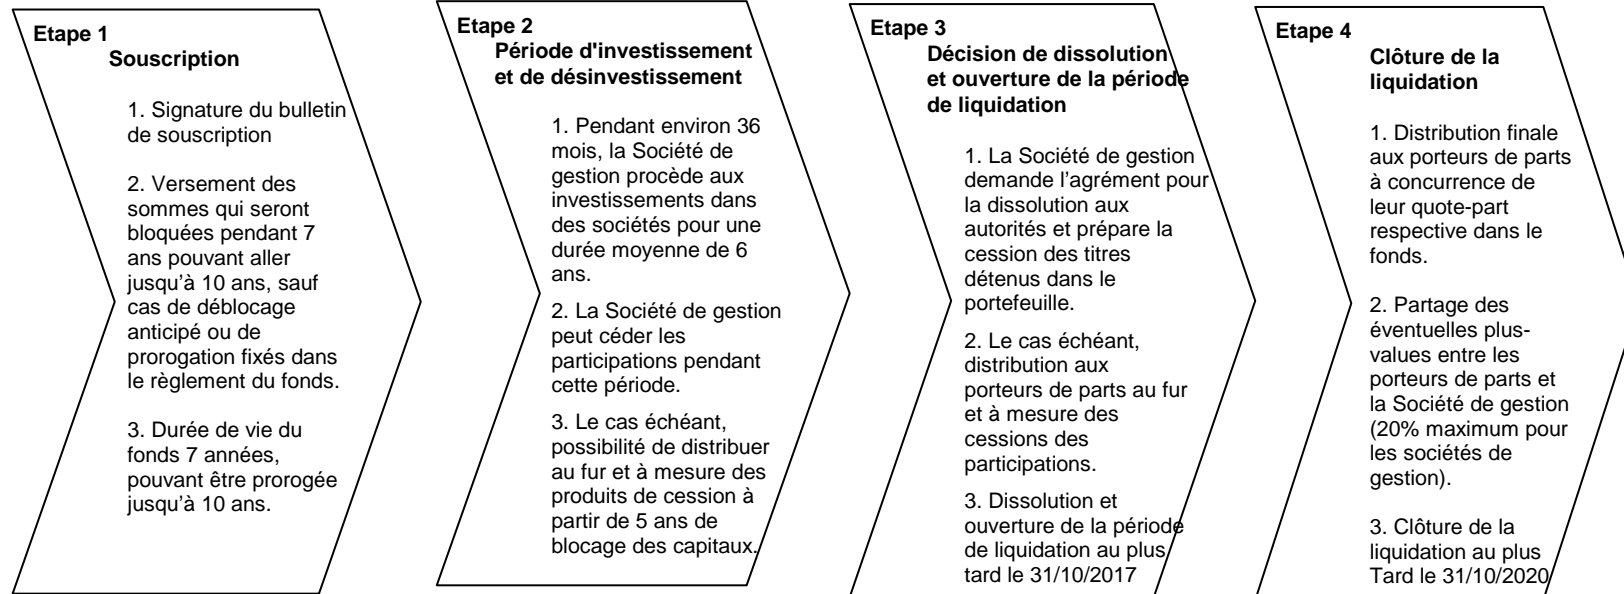 Etape 1
Souscription
1. Signature du bulletin
de souscription
2. Versement des
sommes qui seront
bloquées pendant 7
ans pouvant aller
jusqu’à 10 ans, sauf
cas de déblocage
anticipé ou de
prorogation fixés dans
le règlement du fonds.
3. Durée de vie du
fonds 7 années,
pouvant être prorogée
jusqu’à 10 ans.
Etape 2
Période d'investissement
et de désinvestissement
1. Pendant environ 36
mois, la Société de
gestion procède aux
investissements dans
des sociétés pour une
durée moyenne de 6
ans.
2. La Société de gestion
peut céder les
participations pendant
cette période.
3. Le cas échéant,
possibilité de distribuer
au fur et à mesure des
produits de cession à
partir de 5 ans de
blocage des capitaux.
Etape 3
Décision de dissolution
et ouverture de la période
de liquidation
1. La Société de gestion
demande l’agrément pour
la dissolution aux
autorités et prépare la
cession des titres
détenus dans le
portefeuille.
2. Le cas échéant,
distribution aux
porteurs de parts au fur
et à mesure des
cessions des
participations.
3. Dissolution et
ouverture de la période
de liquidation au plus
tard le 31/10/2017
Etape 4
Clôture de la
liquidation
1. Distribution finale
aux porteurs de parts
à concurrence de
leur quote-part
respective dans le
fonds.
2. Partage des
éventuelles plus-
values entre les
porteurs de parts et
la Société de gestion
(20% maximum pour
les sociétés de
gestion).
3. Clôture de la
liquidation au plus
Tard le 31/10/2020